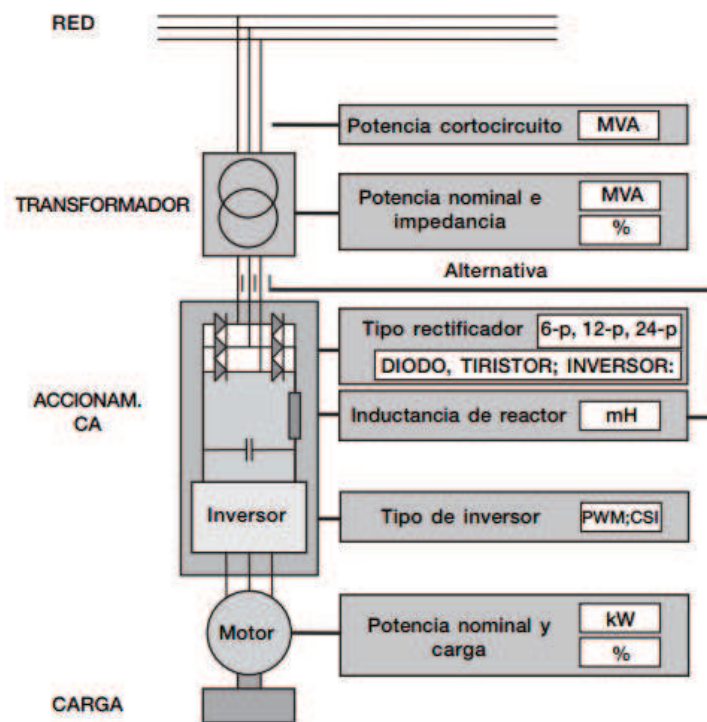 RED
Potencia cortocircuito MVA
TRANSFORMADOR
Potencia nominal e
impedancia
MVA
%
Alternativa
Tipo rectificador 6-p, 12-p, 24-p
DIODO, TIRISTOR; INVERSOR:
ACCIONAM.
CA
Inductancia de reactor mH
Inversor
Tipo de inversor PWM;CSI
Motor
Potencia nominal y
carga
kW
%
CARGA